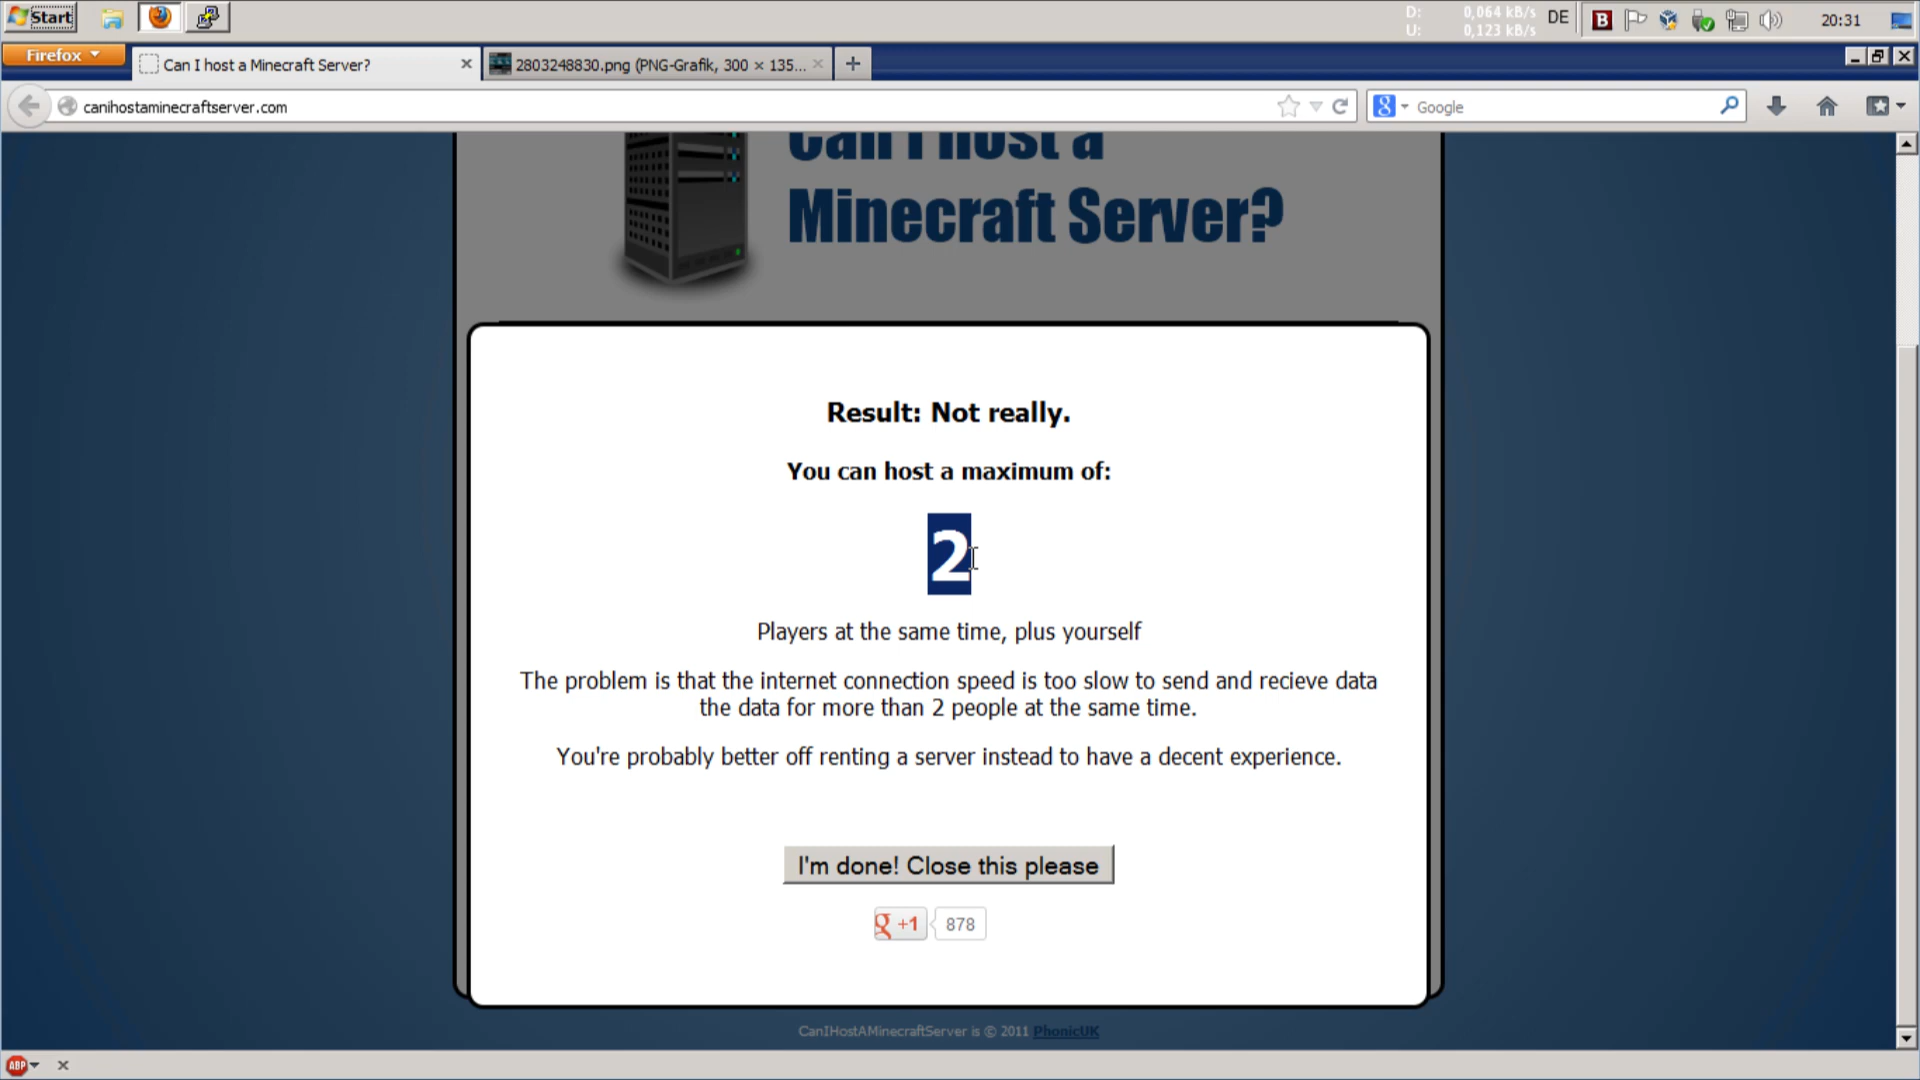 Start
D: 0,064 kB/s
U: 0,123 kB/s
DE
B
20:31
Firefox
Can I host a Minecraft Server?
2803248830.png (PNG-Grafik, 300 × 135...
canihostaminecraftserver.com
Google
Can I host a
Minecraft Server?
Result: Not really.
You can host a maximum of:
2
Players at the same time, plus yourself
The problem is that the internet connection speed is too slow to send and recieve data
the data for more than 2 people at the same time.
You're probably better off renting a server instead to have a decent experience.
I'm done! Close this please
g +1 878
CanIHostAMinecraftServer is © 2011 PhonicUK
ABP